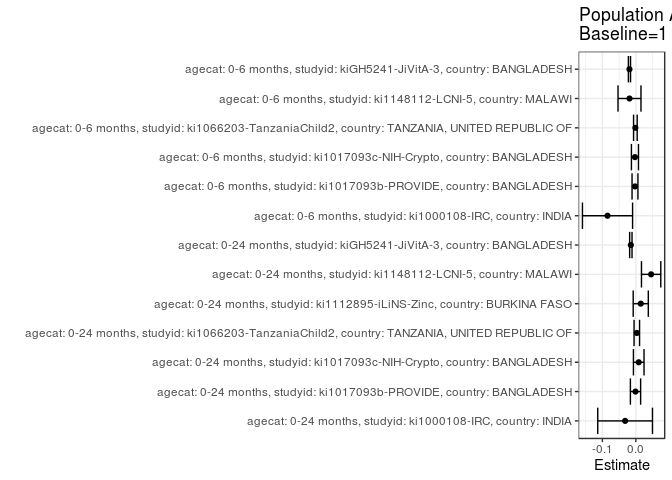 Population A
Baseline=1
agecat: 0-6 months, studyid: kiGH5241-JiVitA-3, country: BANGLADESH
agecat: 0-6 months, studyid: ki1148112-LCNI-5, country: MALAWI
agecat: 0-6 months, studyid: ki1066203-TanzaniaChild2, country: TANZANIA, UNITED REPUBLIC OF
agecat: 0-6 months, studyid: ki1017093c-NIH-Crypto, country: BANGLADESH
agecat: 0-6 months, studyid: ki1017093b-PROVIDE, country: BANGLADESH
agecat: 0-6 months, studyid: ki1000108-IRC, country: INDIA
agecat: 0-24 months, studyid: kiGH5241-JiVitA-3, country: BANGLADESH
agecat: 0-24 months, studyid: ki1148112-LCNI-5, country: MALAWI
agecat: 0-24 months, studyid: ki1112895-iLiNS-Zinc, country: BURKINA FASO
agecat: 0-24 months, studyid: ki1066203-TanzaniaChild2, country: TANZANIA, UNITED REPUBLIC OF
agecat: 0-24 months, studyid: ki1017093c-NIH-Crypto, country: BANGLADESH
agecat: 0-24 months, studyid: ki1017093b-PROVIDE, country: BANGLADESH
agecat: 0-24 months, studyid: ki1000108-IRC, country: INDIA
-0.1 0.0
Estimate